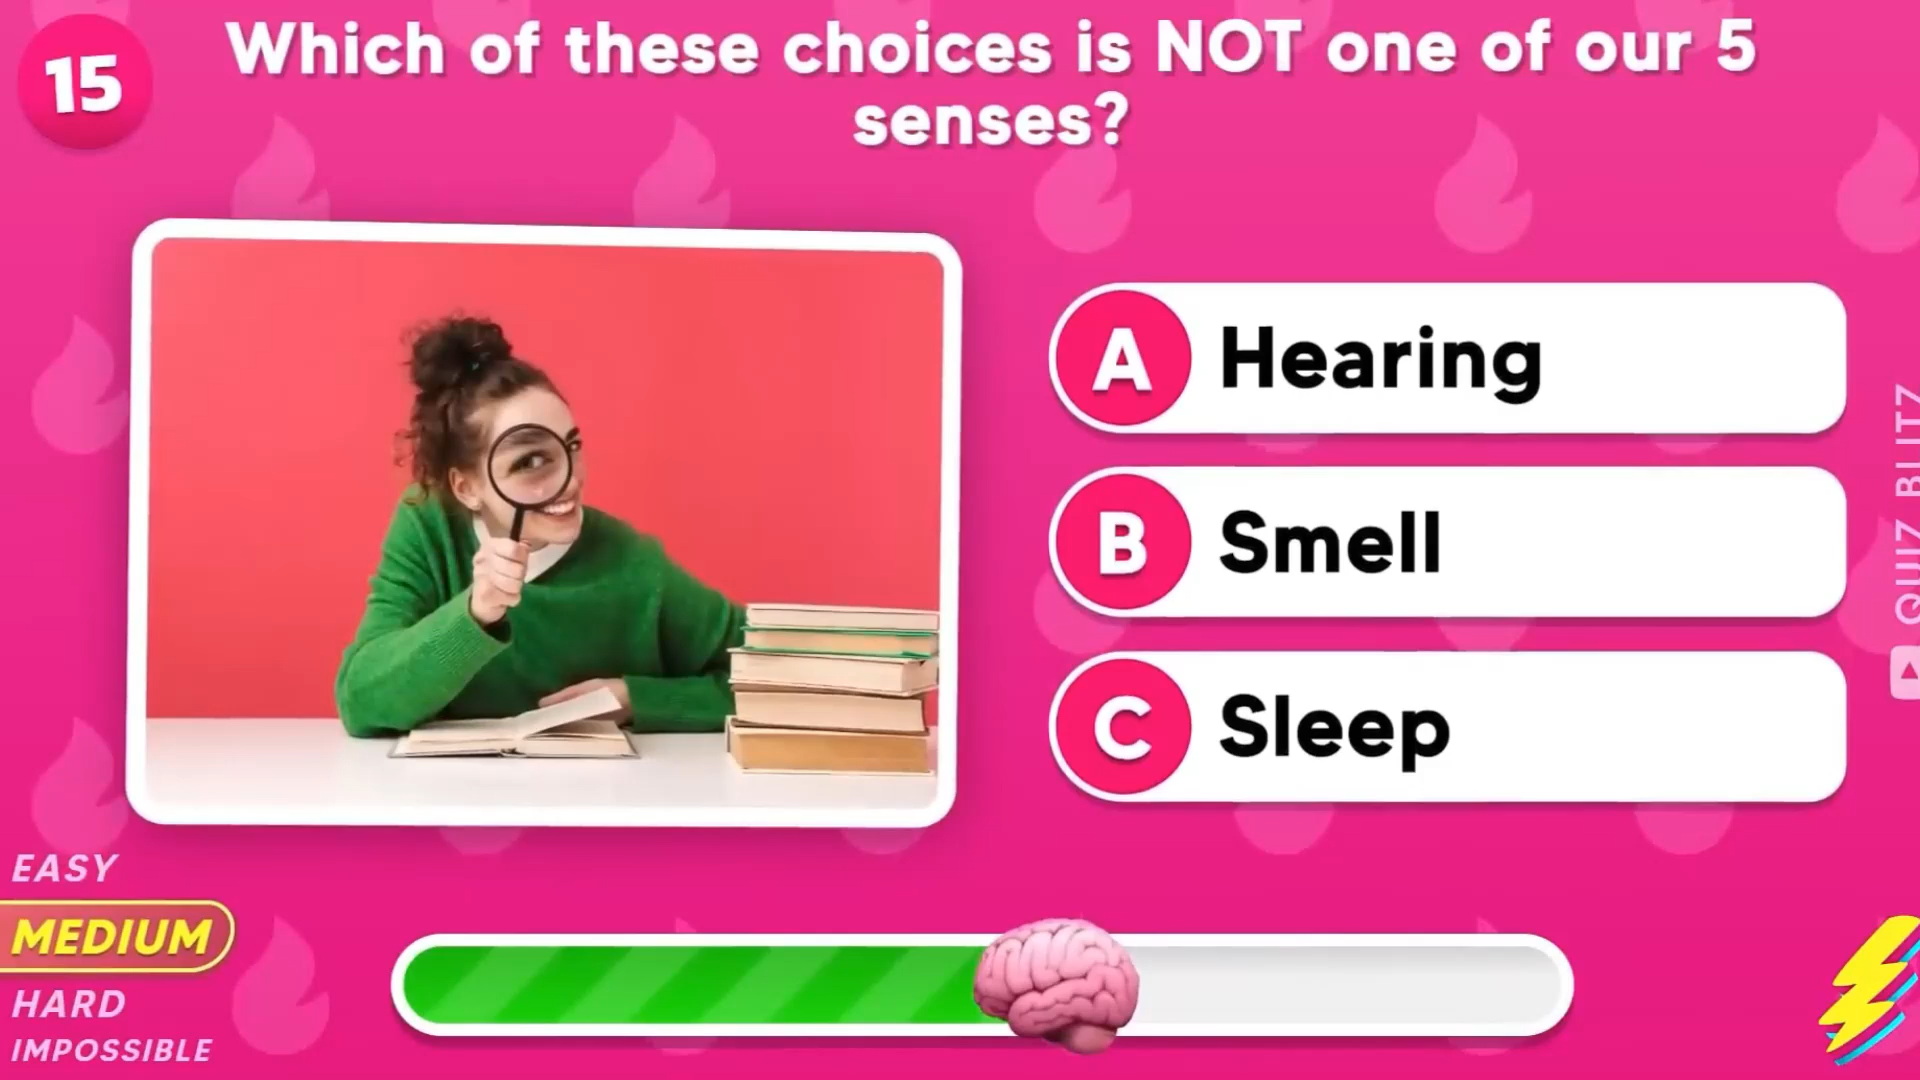 15
Which of these choices is NOT one of our 5
senses?
A Hearing
B Smell
C Sleep
QUIZ BLITZ
EASY
MEDIUM
HARD
IMPOSSIBLE